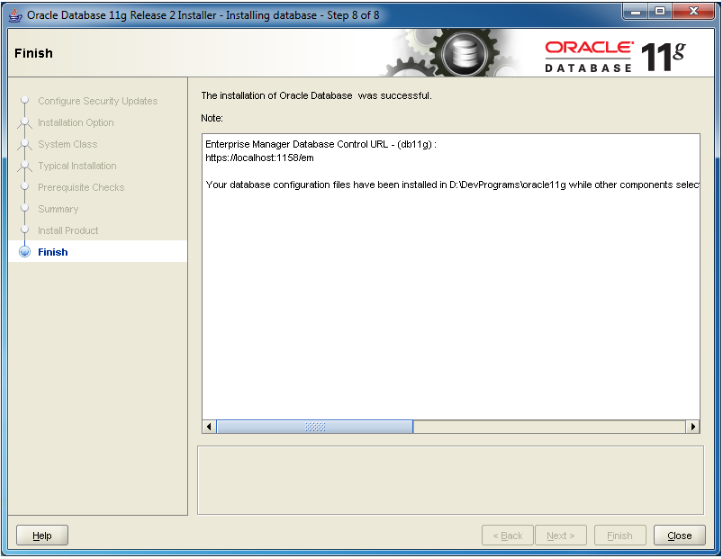 Oracle Database 11g Release 2 Installer - Installing database - Step 8 of 8
Finish
ORACLE
DATABASE
11g
Configure Security Updates
Installation Option
System Class
Typical Installation
Prerequisite Checks
Summary
Install Product
Finish
The installation of Oracle Database was successful.
Note:
Enterprise Manager Database Control URL - (db11g) :
https://localhost:1158/em
Your database configuration files have been installed in D:\DevPrograms\oracle11g while other components selec
Help
< Back
Next >
Finish
Close